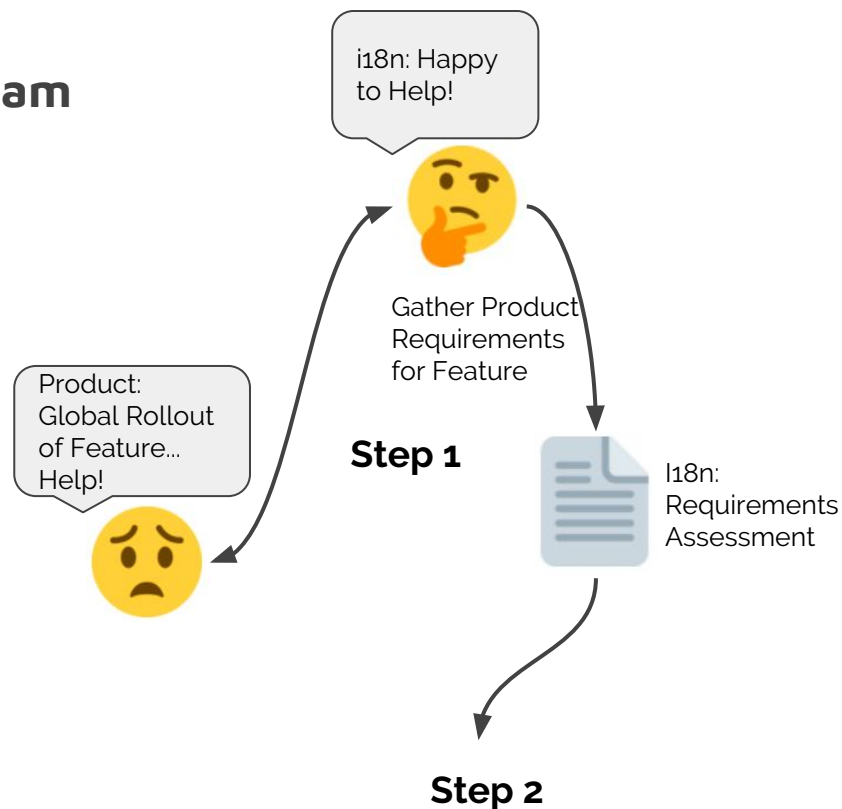 am
i18n: Happy
to Help!
Gather Product
Requirements
for Feature
Product:
Global Rollout
of Feature...
Help!
Step 1
I18n:
Requirements
Assessment
Step 2